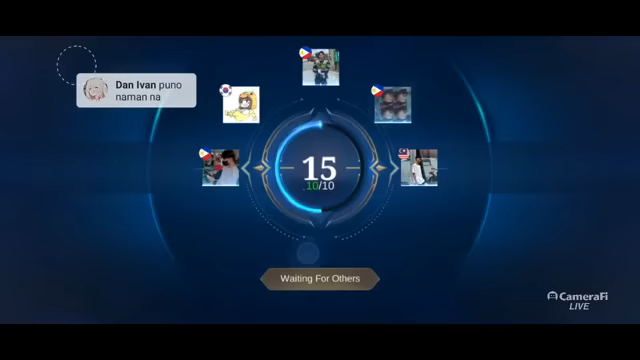 Dan Ivan puno
naman na
15
10/10
Waiting For Others
CameraFi
LIVE